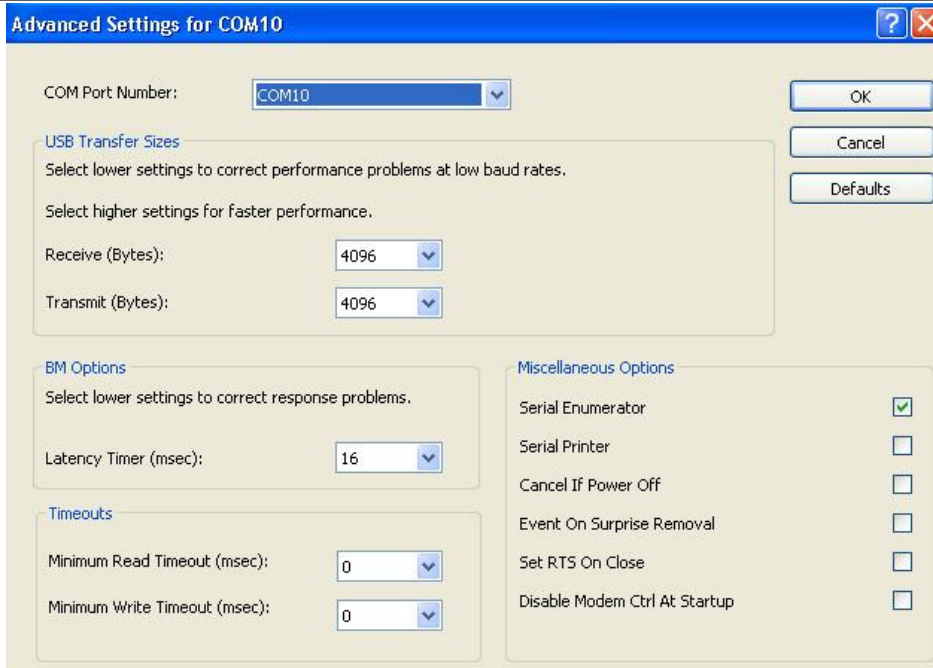 Advanced Settings for COM10
COM Port Number: COM10
OK
USB Transfer Sizes
Cancel
Select lower settings to correct performance problems at low baud rates.
Defaults
Select higher settings for faster performance.
Receive (Bytes): 4096
Transmit (Bytes): 4096
BM Options
Select lower settings to correct response problems.
Latency Timer (msec): 16
Timeouts
Minimum Read Timeout (msec): 0
Minimum Write Timeout (msec): 0
Miscellaneous Options
Serial Enumerator
Serial Printer
Cancel If Power Off
Event On Surprise Removal
Set RTS On Close
Disable Modem Ctrl At Startup